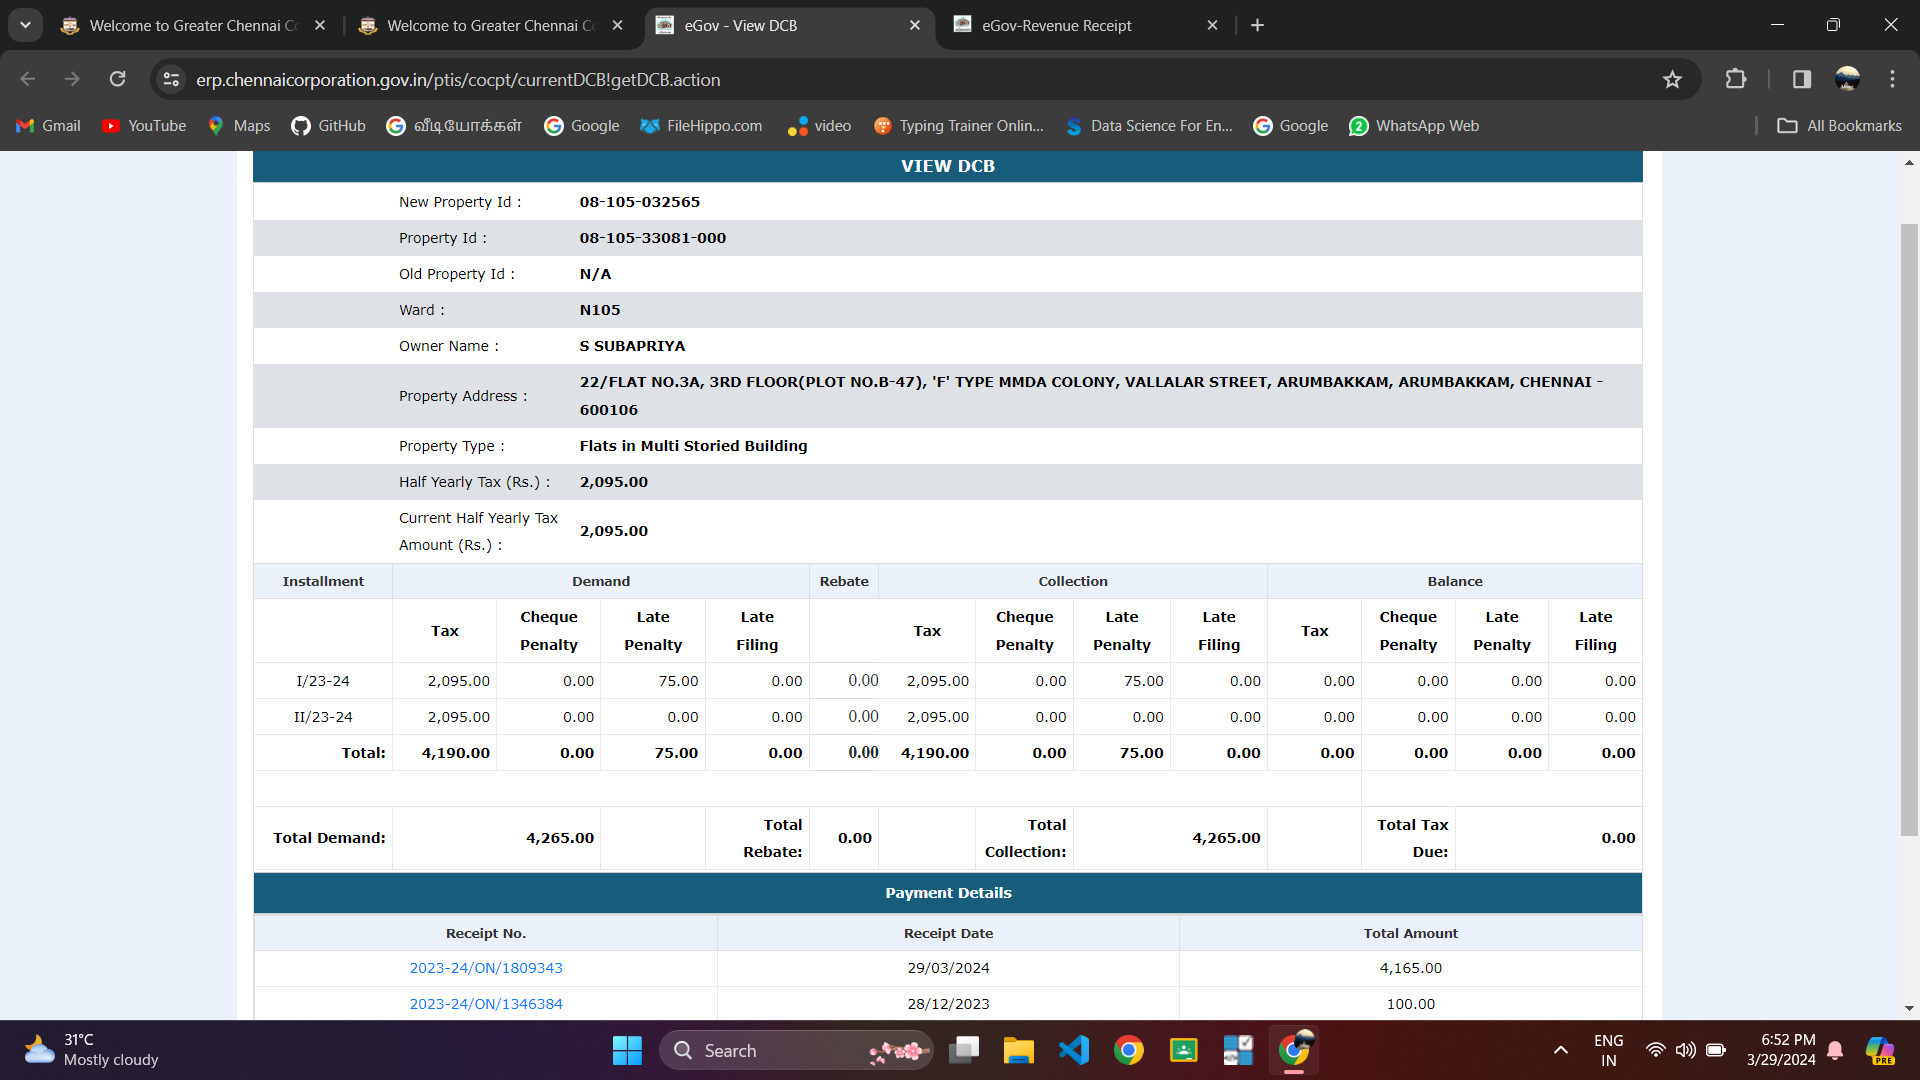 Welcome to Greater Chennai Co
Welcome to Greater Chennai Co
eGov - View DCB
eGov-Revenue Receipt
erp.chennaicorporation.gov.in/ptis/cocpt/currentDCB!getDCB.action
Gmail YouTube Maps GitHub வீடியோக்கள் Google FileHippo.com video Typing Trainer Onlin... Data Science For En... Google WhatsApp Web All Bookmarks
VIEW DCB
New Property Id : 08-105-032565
Property Id : 08-105-33081-000
Old Property Id : N/A
Ward : N105
Owner Name : S SUBAPRIYA
Property Address : 22/FLAT NO.3A, 3RD FLOOR(PLOT NO.B-47), 'F' TYPE MMDA COLONY, VALLALAR STREET, ARUMBAKKAM, ARUMBAKKAM, CHENNAI -
600106
Property Type : Flats in Multi Storied Building
Half Yearly Tax (Rs.) : 2,095.00
Current Half Yearly Tax
Amount (Rs.) : 2,095.00
Installment Demand Rebate Collection Balance
Tax Cheque Penalty Late Penalty Late Filing Tax Cheque Penalty Late Penalty Late Filing Tax Cheque Penalty Late Penalty Late Filing
I/23-24 2,095.00 0.00 75.00 0.00 0.00 2,095.00 0.00 75.00 0.00 0.00 0.00 0.00 0.00
II/23-24 2,095.00 0.00 0.00 0.00 0.00 2,095.00 0.00 0.00 0.00 0.00 0.00 0.00 0.00
Total: 4,190.00 0.00 75.00 0.00 0.00 4,190.00 0.00 75.00 0.00 0.00 0.00 0.00 0.00
Total Demand: 4,265.00 Total Rebate: 0.00 Total Collection: 4,265.00 Total Tax Due: 0.00
Payment Details
Receipt No. Receipt Date Total Amount
2023-24/ON/1809343 29/03/2024 4,165.00
2023-24/ON/1346384 28/12/2023 100.00
31°C
Mostly cloudy
Search
PRE
ENG
IN
6:52 PM
3/29/2024